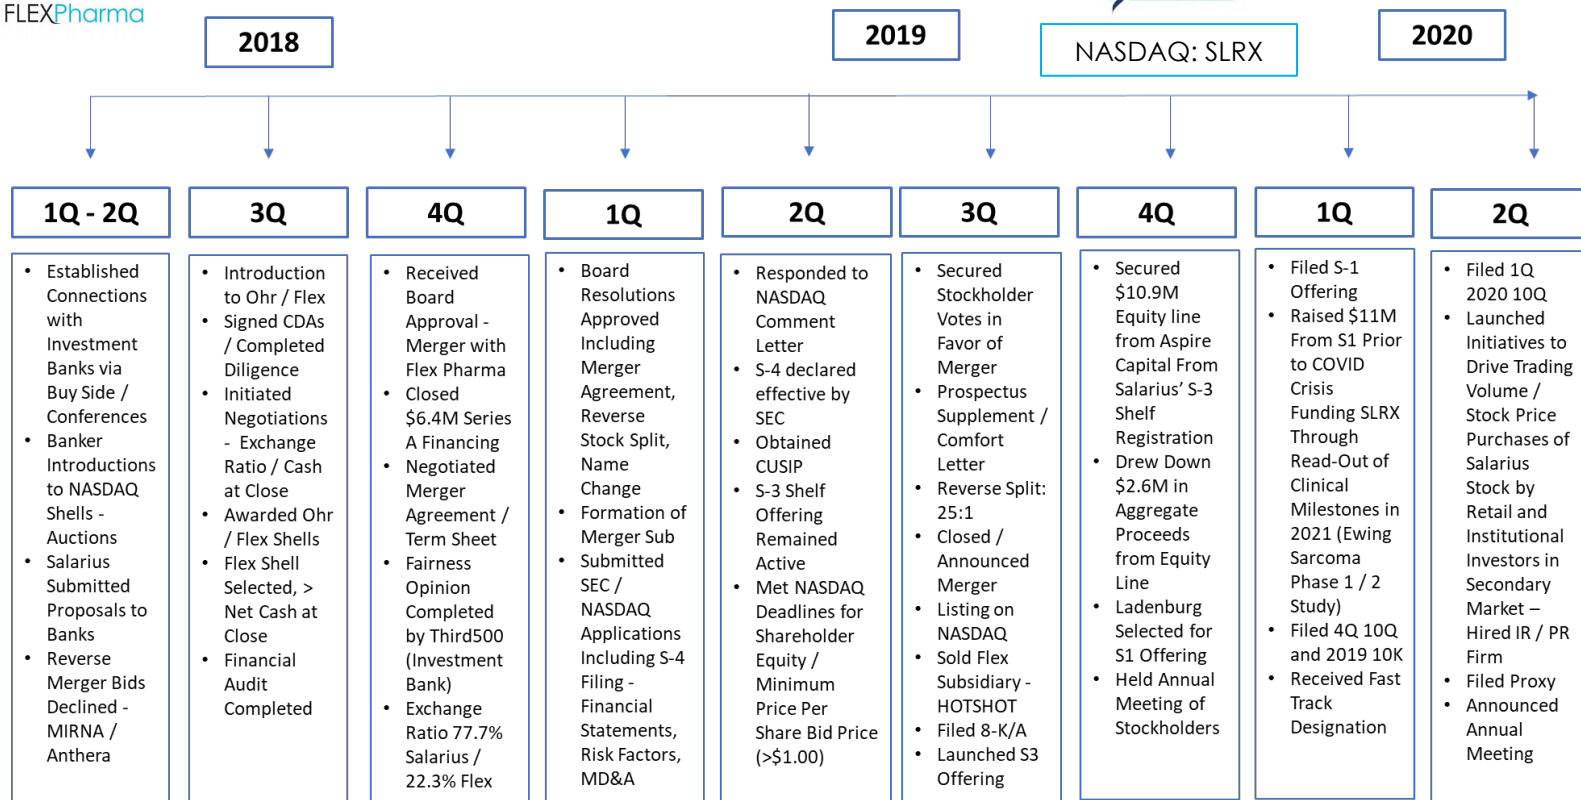 FLEXPharma
2018
2019
NASDAQ: SLRX
2020
1Q - 2Q
• Established
Connections
with
Investment
Banks via
Buy Side /
Conferences
• Banker
Introductions
to NASDAQ
Shells -
Auctions
• Salarius
Submitted
Proposals to
Banks
• Reverse
Merger Bids
Declined -
MIRNA /
Anthera
3Q
• Introduction
to Ohr / Flex
• Signed CDAs
/ Completed
Diligence
• Initiated
Negotiations
- Exchange
Ratio / Cash
at Close
• Awarded Ohr
/ Flex Shells
• Flex Shell
Selected, >
Net Cash at
Close
• Financial
Audit
Completed
4Q
• Received
Board
Approval -
Merger with
Flex Pharma
• Closed
$6.4M Series
A Financing
• Negotiated
Merger
Agreement /
Term Sheet
• Fairness
Opinion
Completed
by Third500
(Investment
Bank)
• Exchange
Ratio 77.7%
Salarius /
22.3% Flex
1Q
• Board
Resolutions
Approved
Including
Merger
Agreement,
Reverse
Stock Split,
Name
Change
• Formation of
Merger Sub
• Submitted
SEC /
NASDAQ
Applications
Including S-4
Filing -
Financial
Statements,
Risk Factors,
MD&A
2Q
• Responded to
NASDAQ
Comment
Letter
• S-4 declared
effective by
SEC
• Obtained
CUSIP
• S-3 Shelf
Offering
Remained
Active
• Met NASDAQ
Deadlines for
Shareholder
Equity /
Minimum
Price Per
Share Bid Price
(>$1.00)
3Q
• Secured
Stockholder
Votes in
Favor of
Merger
• Prospectus
Supplement /
Comfort
Letter
• Reverse Split:
25:1
• Closed /
Announced
Merger
• Listing on
NASDAQ
• Sold Flex
Subsidiary -
HOTSHOT
• Filed 8-K/A
• Launched S3
Offering
4Q
• Secured
$10.9M
Equity line
from Aspire
Capital From
Salarius’ S-3
Shelf
Registration
• Drew Down
$2.6M in
Aggregate
Proceeds
from Equity
Line
• Ladenburg
Selected for
S1 Offering
• Held Annual
Meeting of
Stockholders
1Q
• Filed S-1
Offering
• Raised $11M
From S1 Prior
to COVID
Crisis
Funding SLRX
Through
Read-Out of
Clinical
Milestones in
2021 (Ewing
Sarcoma
Phase 1 / 2
Study)
• Filed 4Q 10Q
and 2019 10K
• Received Fast
Track
Designation
2Q
• Filed 1Q
2020 10Q
• Launched
Initiatives to
Drive Trading
Volume /
Stock Price
Purchases of
Salarius
Stock by
Retail and
Institutional
Investors in
Secondary
Market –
Hired IR / PR
Firm
• Filed Proxy
• Announced
Annual
Meeting